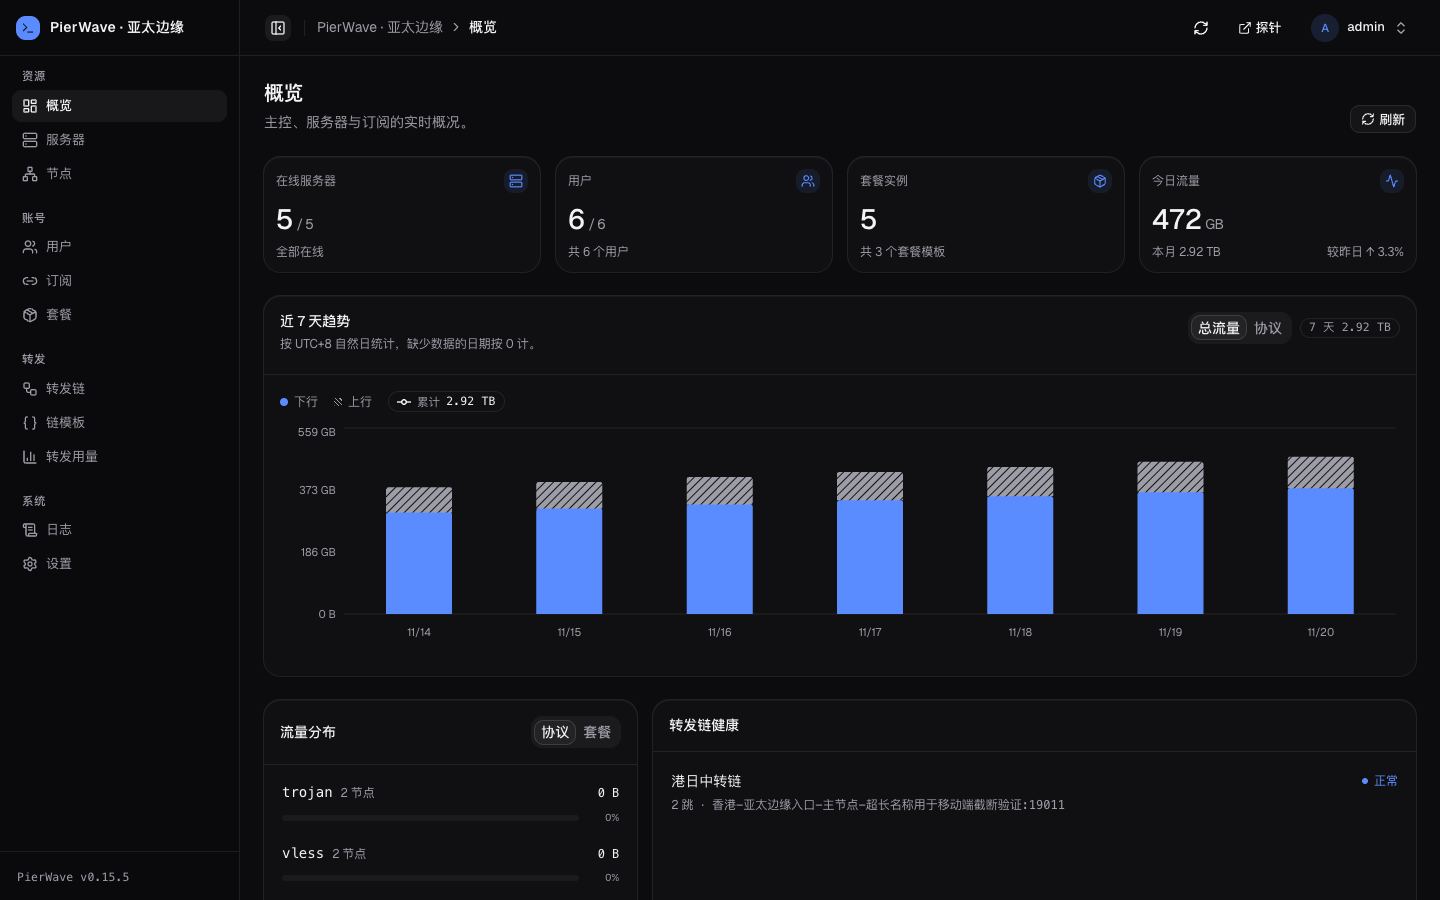 PierWave · 亚太边缘
PierWave · 亚太边缘 > 概览
探针
A
admin
资源
概览
服务器
节点
账号
用户
订阅
套餐
转发
转发链
链模板
转发用量
系统
日志
设置
PierWave v0.15.5
概览
主控、服务器与订阅的实时概况。
刷新
在线服务器
5 / 5
全部在线
用户
6 / 6
共 6 个用户
套餐实例
5
共 3 个套餐模板
今日流量
472 GB
本月 2.92 TB
较昨日 ↑ 3.3%
近 7 天趋势
按 UTC+8 自然日统计，缺少数据的日期按 0 计。
总流量
协议
7 天 2.92 TB
下行
上行
累计 2.92 TB
559 GB
373 GB
186 GB
0 B
11/14
11/15
11/16
11/17
11/18
11/19
11/20
流量分布
协议
套餐
trojan 2 节点
0 B
0%
vless 2 节点
0 B
0%
转发链健康
港日中转链
正常
2 跳 · 香港-亚太边缘入口-主节点-超长名称用于移动端截断验证:19011